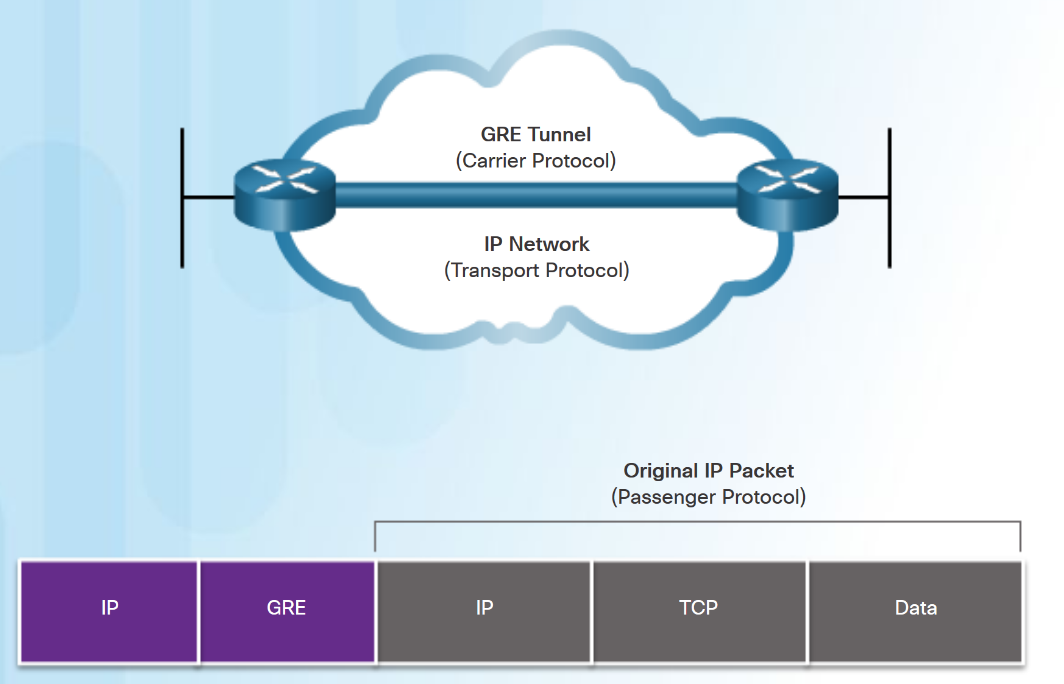 GRE Tunnel
(Carrier Protocol)
IP Network
(Transport Protocol)
Original IP Packet
(Passenger Protocol)
IP
GRE
IP
TCP
Data